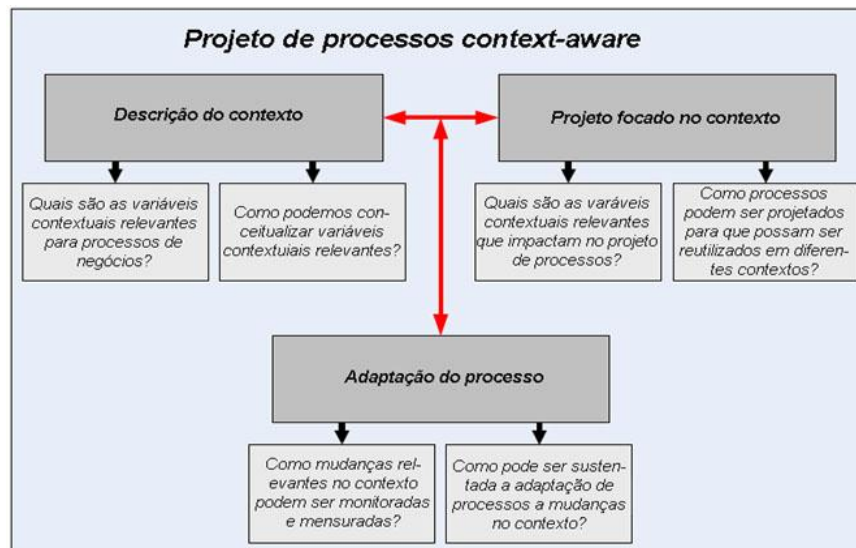 Projeto de processos context-aware
Descrição do contexto
Projeto focado no contexto
Quais são as variáveis
contextuais relevantes
para processos de
negócios?
Como podemos con-
ceitualizar variáveis
contextuiais relevantes?
Quais são as varáveis
contextuais relevantes
que impactam no projeto
de processos?
Como processos
podem ser projetados
para que possam ser
reutilizados em diferen-
tes contextos?
Adaptação do processo
Como mudanças rel-
evantes no contexto
podem ser monitoradas
e mensuradas?
Como pode ser susten-
tada a adaptação de
processos a mudanças
no contexto?